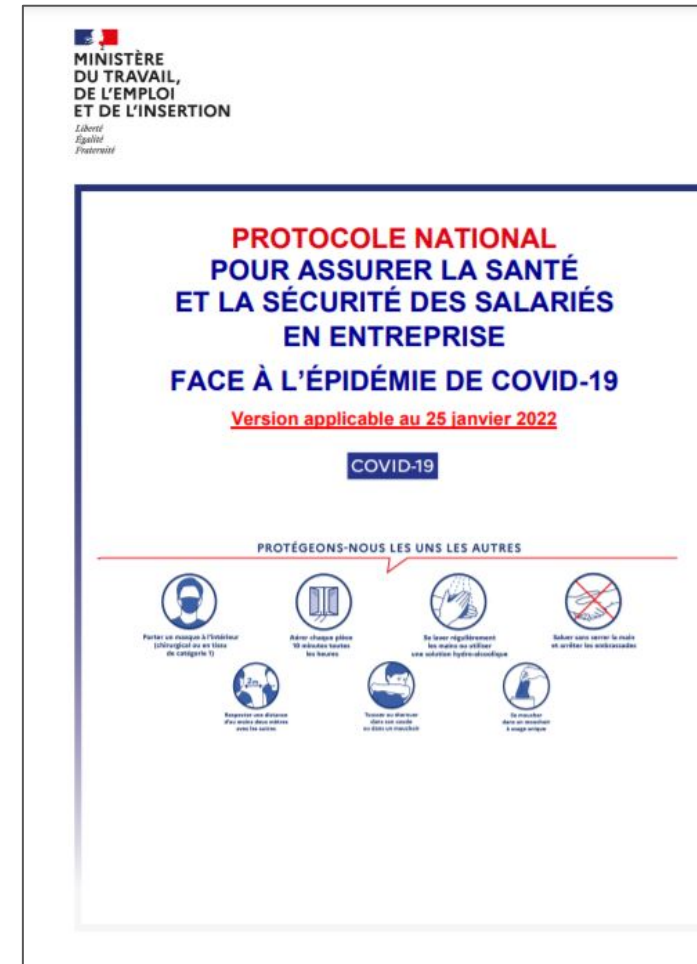 MINISTÈRE
DU TRAVAIL,
DE L'EMPLOI
ET DE L'INSERTION
Liberté
Égalité
Fraternité
PROTOCOLE NATIONAL
POUR ASSURER LA SANTÉ
ET LA SÉCURITÉ DES SALARIÉS
EN ENTREPRISE
FACE À L'ÉPIDÉMIE DE COVID-19
Version applicable au 25 janvier 2022
COVID-19
PROTÉGEONS-NOUS LES UNS LES AUTRES
Porter un masque à l'intérieur
(chirurgical ou en tissu
de catégorie 1)
Aérer chaque pièce
10 minutes toutes
les heures
Se laver régulièrement
les mains ou utiliser
une solution hydro-alcoolique
Saluer sans serrer la main
et arrêter les embrassades
2m
Respecter une distance
d'au moins deux mètres
avec les autres
Tousser ou éternuer
dans son coude
ou dans un mouchoir
Se moucher
dans un mouchoir
à usage unique